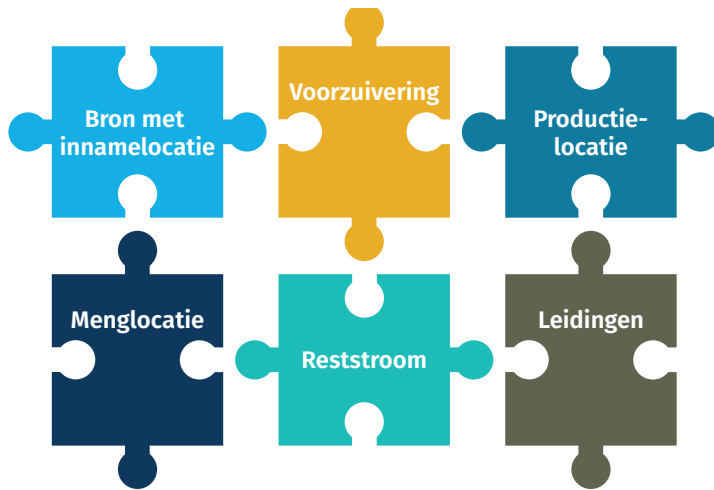 Bron met
innamelocatie
Voorzuivering
Productie-
locatie
Menglocatie
Reststroom
Leidingen